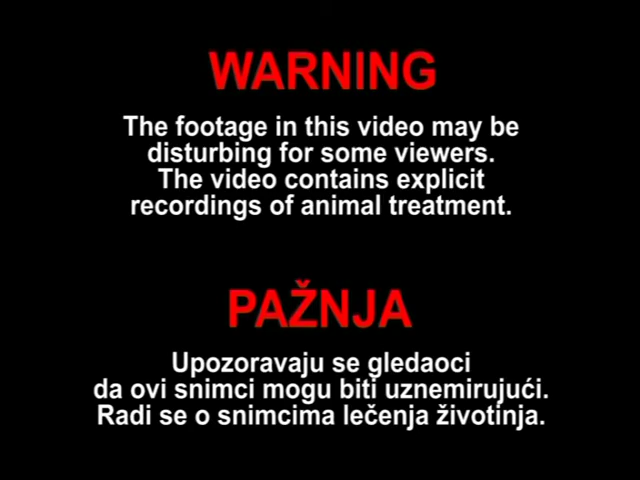 WARNING
The footage in this video may be
disturbing for some viewers.
The video contains explicit
recordings of animal treatment.
PAŽNJA
Upozoravaju se gledaoci
da ovi snimci mogu biti uznemirujući.
Radi se o snimcima lečenja životinja.